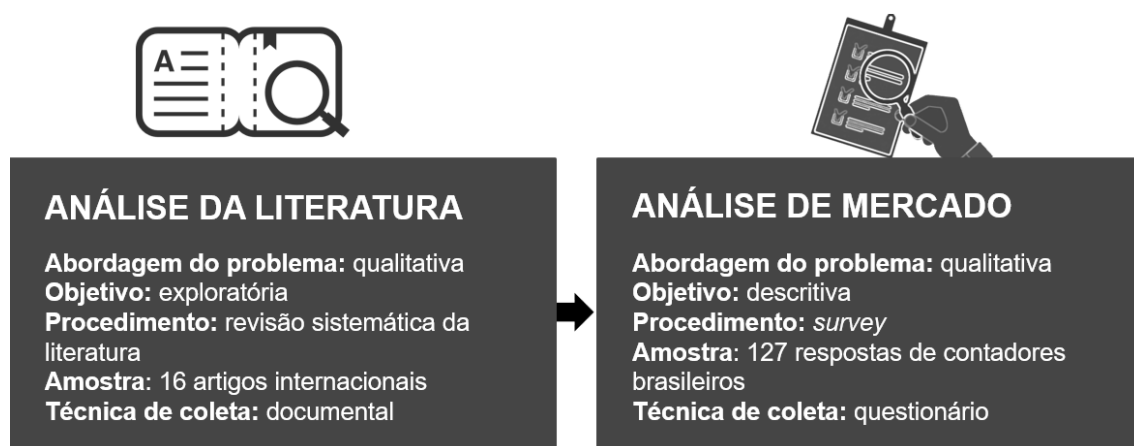 A
ANÁLISE DA LITERATURA
Abordagem do problema: qualitativa
Objetivo: exploratória
Procedimento: revisão sistemática da
literatura
Amostra: 16 artigos internacionais
Técnica de coleta: documental
ANÁLISE DE MERCADO
Abordagem do problema: qualitativa
Objetivo: descritiva
Procedimento: survey
Amostra: 127 respostas de contadores
brasileiros
Técnica de coleta: questionário